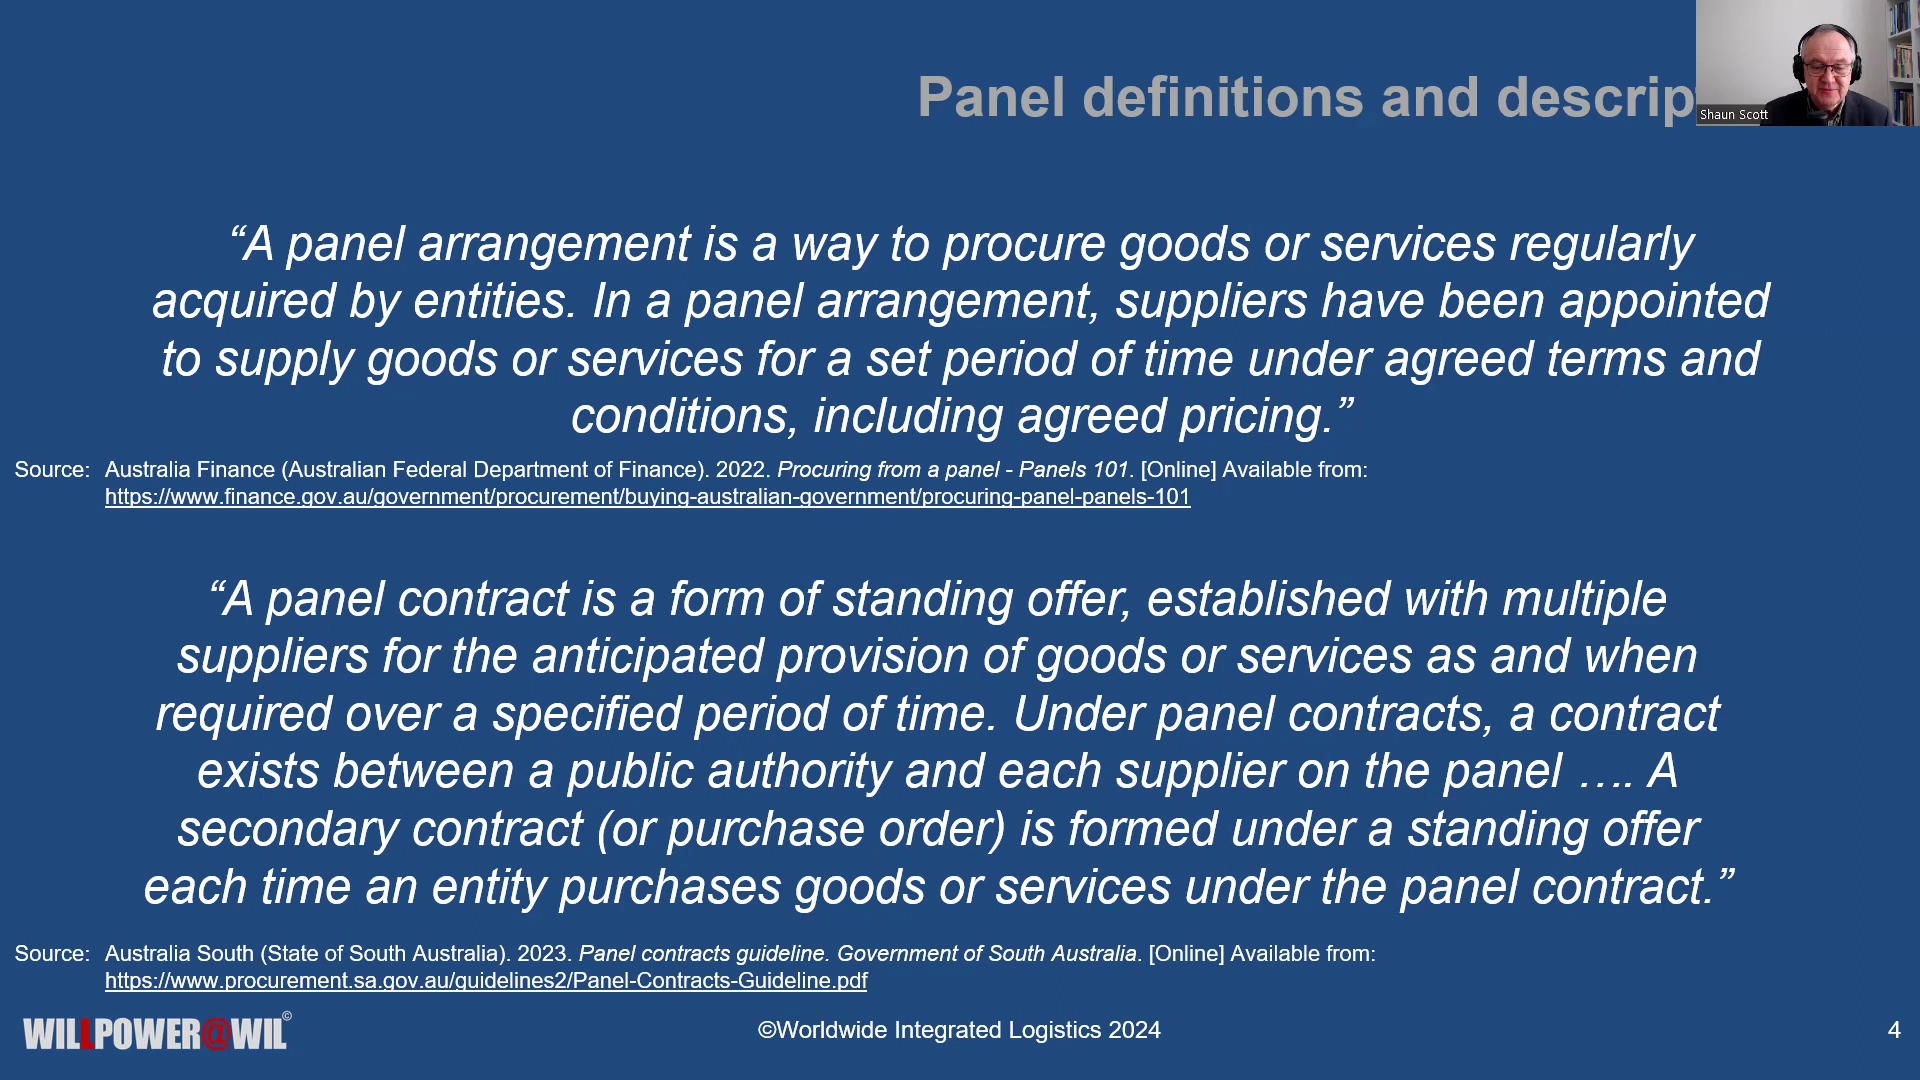 Panel definitions and descrip
Shaun Scott
“A panel arrangement is a way to procure goods or services regularly
acquired by entities. In a panel arrangement, suppliers have been appointed
to supply goods or services for a set period of time under agreed terms and
conditions, including agreed pricing.”
Source: Australia Finance (Australian Federal Department of Finance). 2022. Procuring from a panel - Panels 101. [Online] Available from:
https://www.finance.gov.au/government/procurement/buying-australian-government/procuring-panel-panels-101
“A panel contract is a form of standing offer, established with multiple
suppliers for the anticipated provision of goods or services as and when
required over a specified period of time. Under panel contracts, a contract
exists between a public authority and each supplier on the panel …. A
secondary contract (or purchase order) is formed under a standing offer
each time an entity purchases goods or services under the panel contract.”
Source: Australia South (State of South Australia). 2023. Panel contracts guideline. Government of South Australia. [Online] Available from:
https://www.procurement.sa.gov.au/guidelines2/Panel-Contracts-Guideline.pdf
WILLPOWER@WIL©
©Worldwide Integrated Logistics 2024
4